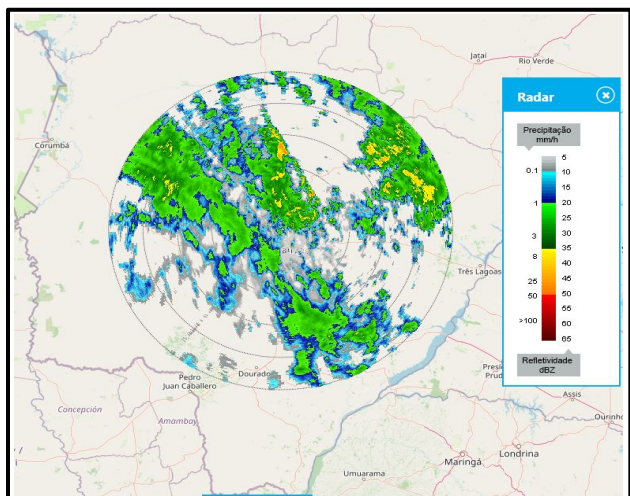 Jataí
Rio Verde
Radar
Precipitação
mm/h
5
0.1
10
15
1
20
25
3
30
35
8
40
25
45
50
50
55
>100
60
65
Refletividade
dBZ
Corumbá
Três Lagoas
Dourado
Pedro
Juan Caballero
Concepción
Amambay
Umuarama
Maringá
Londrina
Assis
Ourinho
Presi
Prud